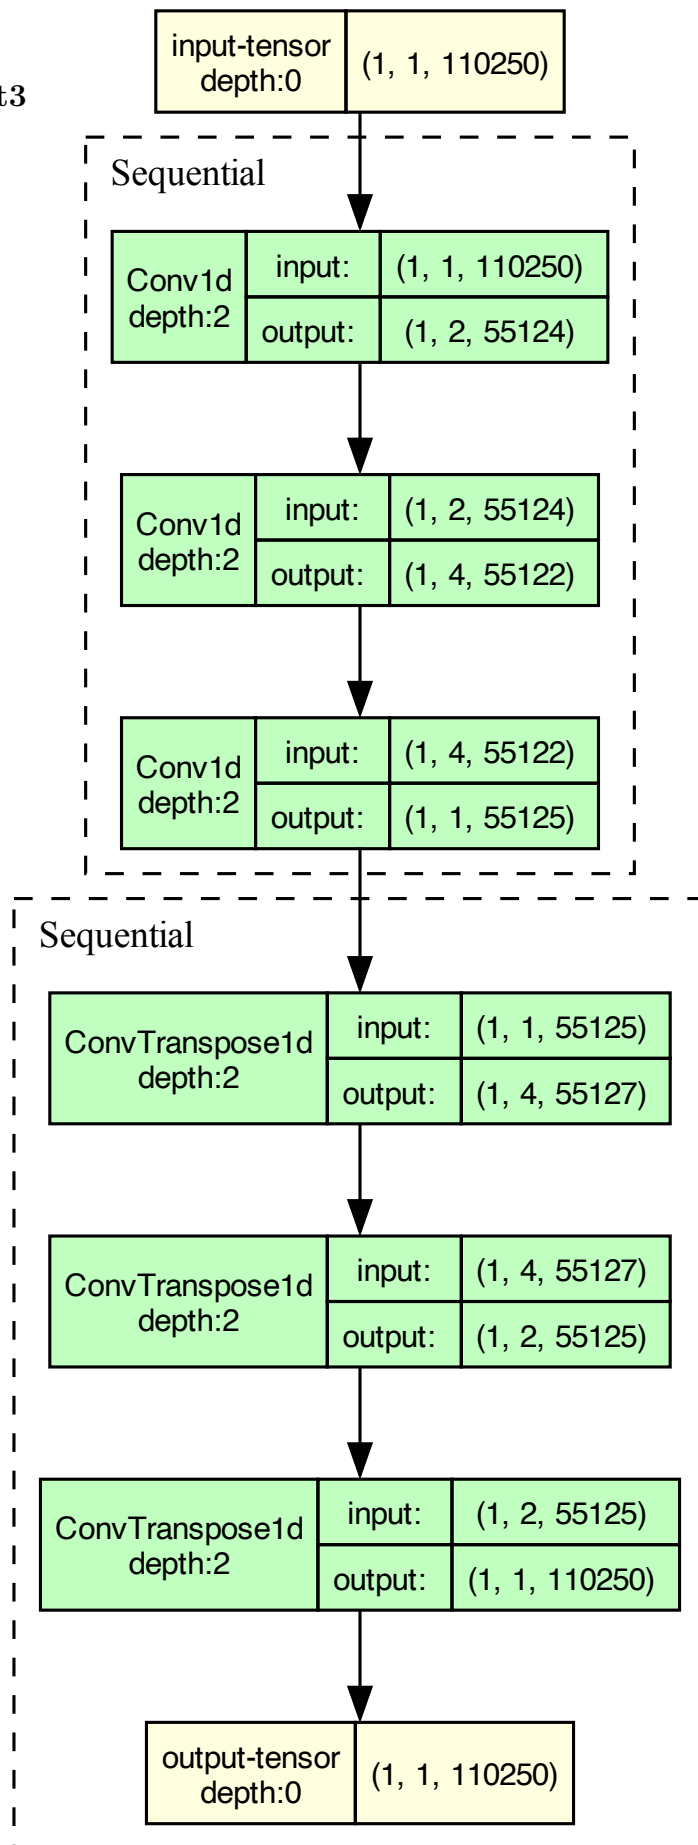 input-tensor
depth:0
(1, 1, 110250)
t3
Sequential
Conv1d
depth:2
input:
(1, 1, 110250)
output:
(1, 2, 55124)
Conv1d
depth:2
input:
(1, 2, 55124)
output:
(1, 4, 55122)
Conv1d
depth:2
input:
(1, 4, 55122)
output:
(1, 1, 55125)
Sequential
ConvTranspose1d
depth:2
input:
(1, 1, 55125)
output:
(1, 4, 55127)
ConvTranspose1d
depth:2
input:
(1, 4, 55127)
output:
(1, 2, 55125)
ConvTranspose1d
depth:2
input:
(1, 2, 55125)
output:
(1, 1, 110250)
output-tensor
depth:0
(1, 1, 110250)